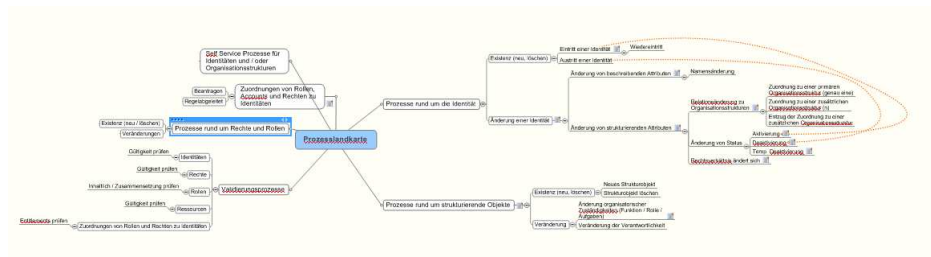 Self Service Prozesse für
Identitäten und / oder
Organisationsstrukturen
Beantragen
Regelabgeleitet
Zuordnungen von Rollen,
Accounts und Rechten zu
Identitäten
Existenz (neu / löschen)
Veränderungen
Prozesse rund um Rechte und Rollen
Prozesslandkarte
Gültigkeit prüfen
Identitäten
Gültigkeit prüfen
Rechte
Inhaltlich / Zusammensetzung prüfen
Rollen
Gültigkeit prüfen
Ressourcen
Entitlements prüfen
Zuordnungen von Rollen und Rechten zu Identitäten
Validierungsprozesse
Prozesse rund um die Identität
Existenz (neu, löschen)
Eintritt einer Identität
Wiedereintritt
Austritt einer Identität
Änderung einer Identität
Änderung von beschreibenden Attributen
Namensänderung
Änderung von strukturierenden Attributen
Relationsänderung zu
Organisationsstrukturen
Zuordnung zu einer primären
Organisationsstruktur (genau eine)
Zuordnung zu einer zusätzlichen
Organisationsstruktur (n)
Entzug der Zuordnung zu einer
zusätzlichen Organisationsstruktur
Änderung von Status
Aktivierung
Deaktivierung
Temp. Deaktivierung
Rechtsverhältnis ändert sich
Prozesse rund um strukturierende Objekte
Existenz (neu, löschen)
Neues Strukturobjekt
Strukturobjekt löschen
Veränderung
Änderung organisatorischer
Zuständigkeiten (Funktion / Rolle /
Aufgaben)
Veränderung der Verantwortlichkeit